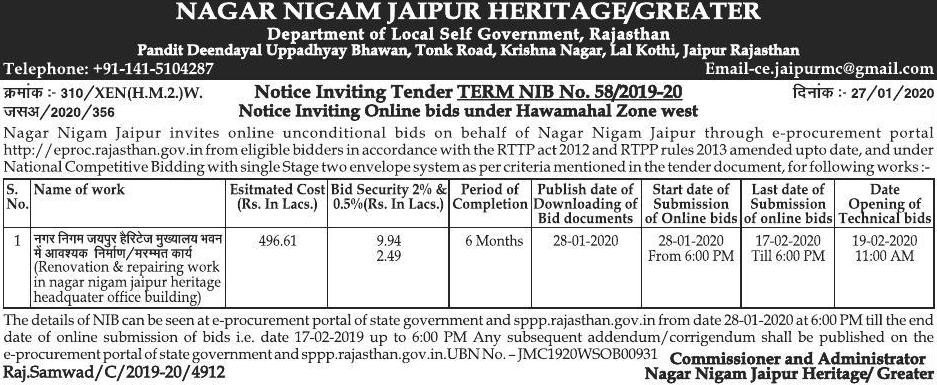 NAGAR NIGAM JAIPUR HERITAGE/GREATER
Department of Local Self Government, Rajasthan
Pandit Deendayal Uppadhyay Bhawan, Tonk Road, Krishna Nagar, Lal Kothi, Jaipur Rajasthan
Telephone: +91-141-5104287 Email-ce.jaipurmc@gmail.com
क्रमांक :- 310/XEN(H.M.2.)W. Notice Inviting Tender TERM NIB No. 58/2019-20 दिनांक :- 27/01/2020
जसअ/2020/356 Notice Inviting Online bids under Hawamahal Zone west
Nagar Nigam Jaipur invites online unconditional bids on behalf of Nagar Nigam Jaipur through e-procurement portal
http://eproc.rajasthan.gov.in from eligible bidders in accordance with the RTTP act 2012 and RTPP rules 2013 amended upto date, and under
National Competitive Bidding with single Stage two envelope system as per criteria mentioned in the tender document, for following works :-
S. No. Name of work Esitmated Cost (Rs. In Lacs.) Bid Security 2% & 0.5%(Rs. In Lacs.) Period of Completion Publish date of Downloading of Bid documents Start date of Submission of Online bids Last date of Submission of online bids Date Opening of Technical bids
1 नगर निगम जयपुर हैरिटेज मुख्यालय भवन 496.61 9.94 6 Months 28-01-2020 28-01-2020 17-02-2020 19-02-2020
में आवश्यक निर्माण/मरम्मत कार्य 2.49 From 6:00 PM Till 6:00 PM 11:00 AM
(Renovation & repairing work
in nagar nigam jaipur heritage
headquater office building)
The details of NIB can be seen at e-procurement portal of state government and sppp.rajasthan.gov.in from date 28-01-2020 at 6:00 PM till the end
date of online submission of bids i.e. date 17-02-2019 up to 6:00 PM Any subsequent addendum/corrigendum shall be published on the
e-procurement portal of state government and sppp.rajasthan.gov.in.UBN No. – JMC1920WSOB00931 Commissioner and Administrator
Raj.Samwad/C/2019-20/4912 Nagar Nigam Jaipur Heritage/ Greater